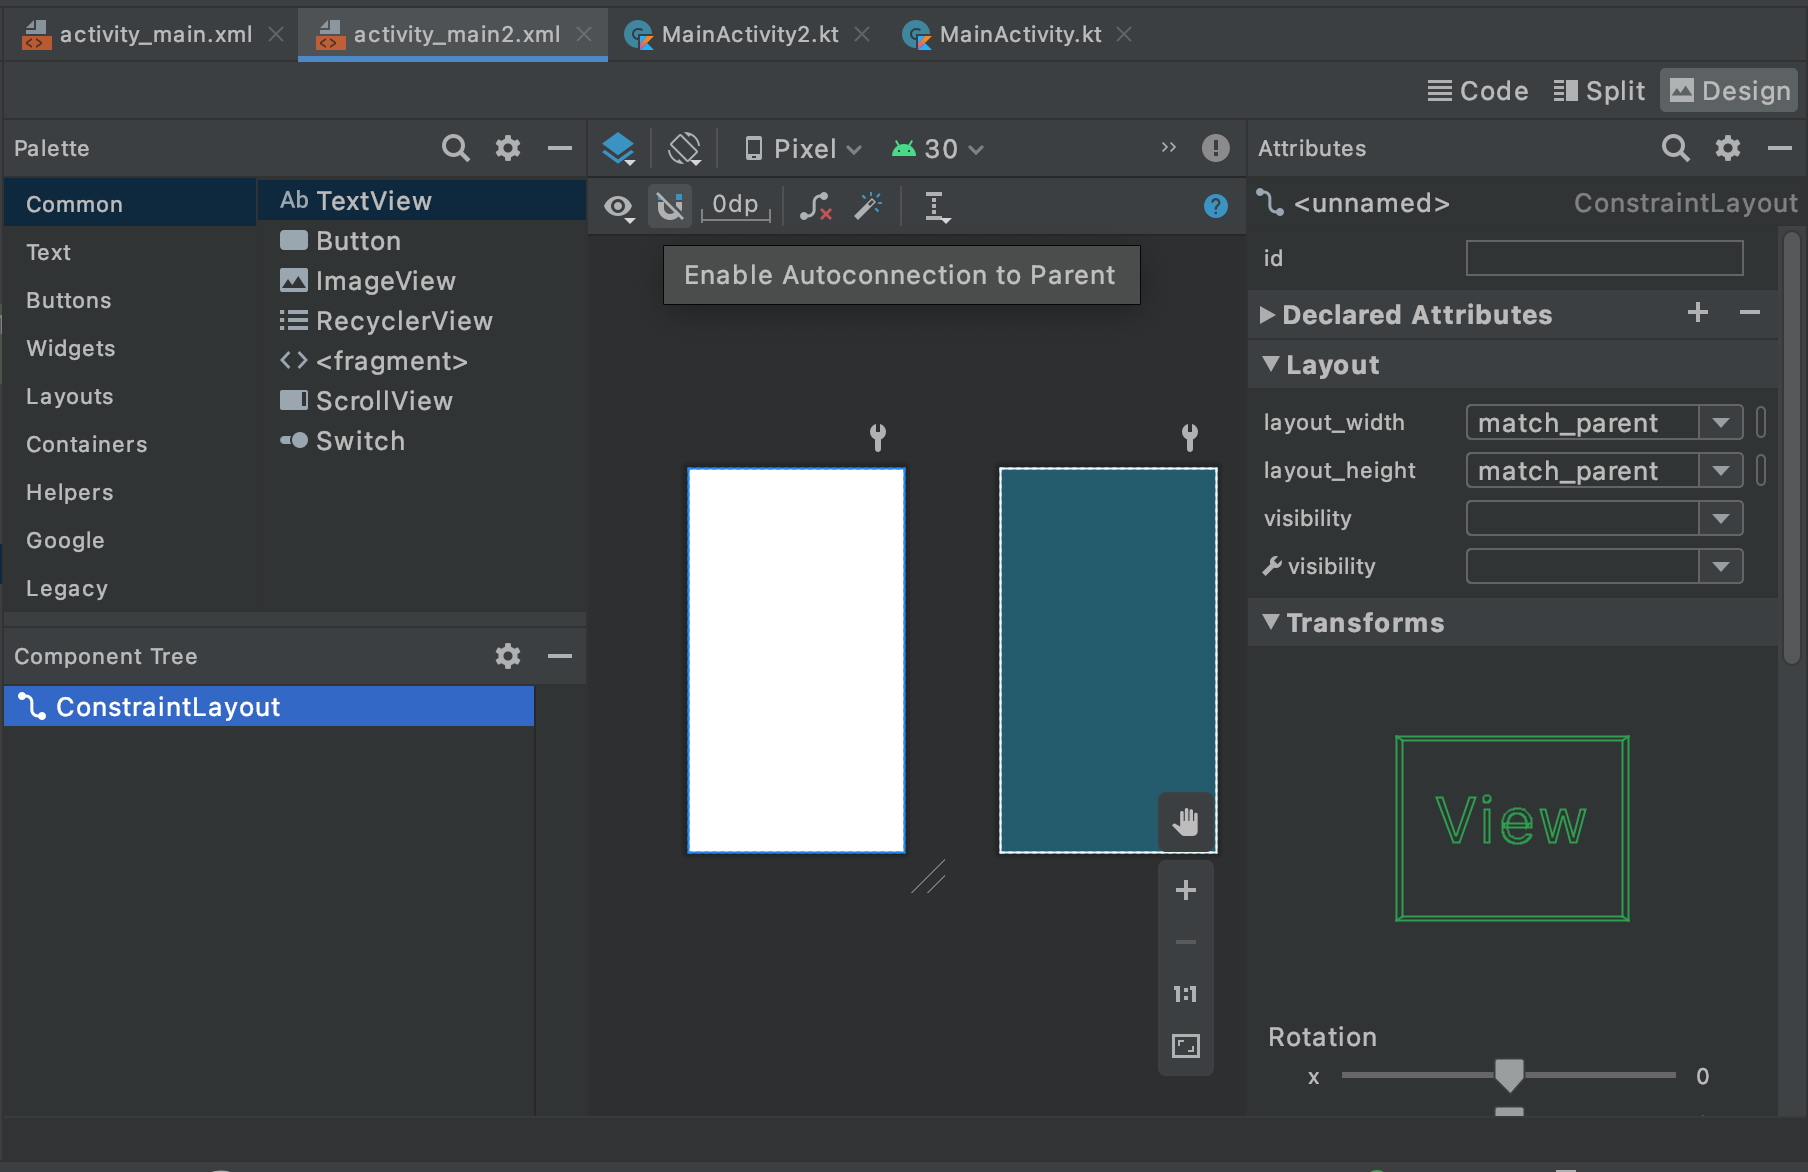 activity_main.xml
activity_main2.xml
MainActivity2.kt
MainActivity.kt
Code
Split
Design
Palette
Pixel
30
Attributes
Common
Text
Buttons
Widgets
Layouts
Containers
Helpers
Google
Legacy
Ab TextView
Button
ImageView
RecyclerView
<fragment>
ScrollView
Switch
0dp
Enable Autoconnection to Parent
<unnamed>
ConstraintLayout
id
Declared Attributes
Layout
layout_width
match_parent
layout_height
match_parent
visibility
visibility
Transforms
View
Rotation
x
0
Component Tree
ConstraintLayout
1:1